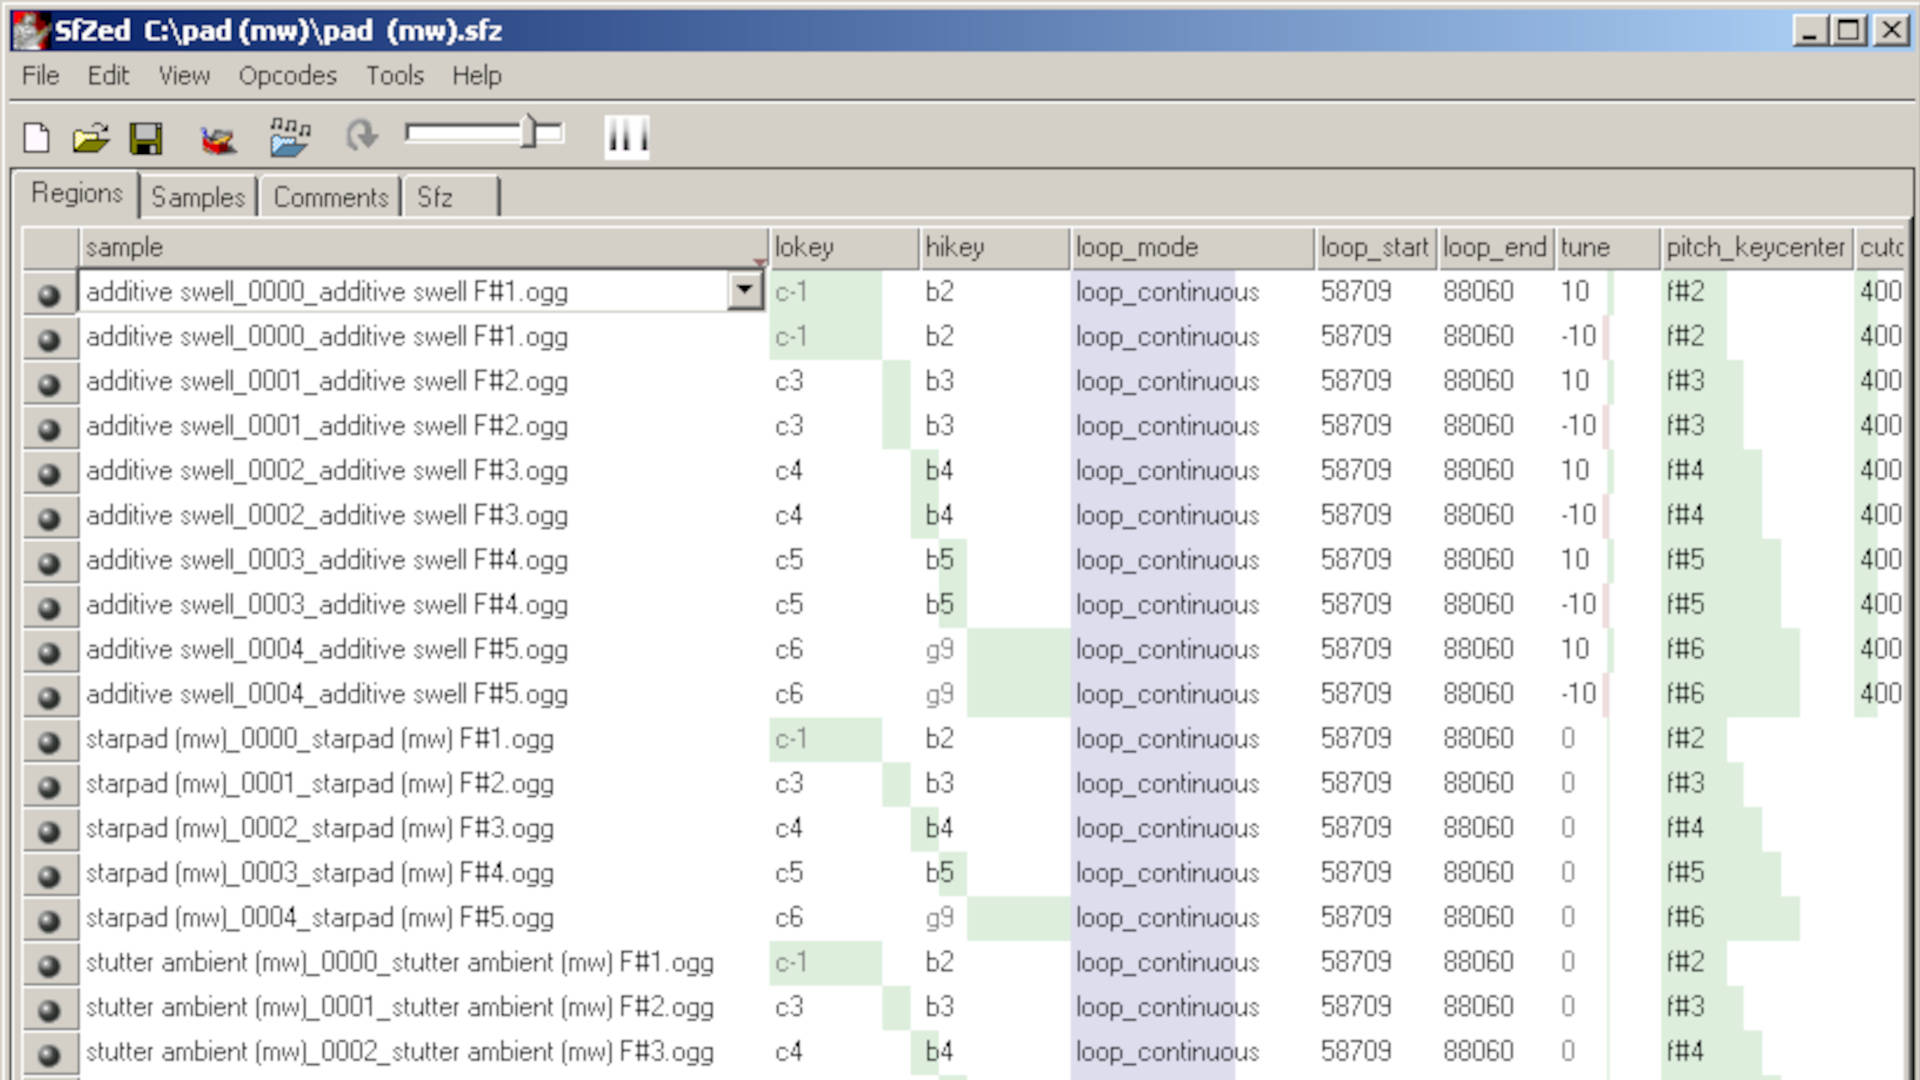 SfZed C:\pad (mw)\pad (mw).sfz
File Edit View Opcodes Tools Help
Regions Samples Comments Sfz
sample lokey hikey loop_mode loop_start loop_end tune pitch_keycenter cutc
additive swell_0000_additive swell F#1.ogg c-1 b2 loop_continuous 58709 88060 10 f#2 400
additive swell_0000_additive swell F#1.ogg c-1 b2 loop_continuous 58709 88060 -10 f#2 400
additive swell_0001_additive swell F#2.ogg c3 b3 loop_continuous 58709 88060 10 f#3 400
additive swell_0001_additive swell F#2.ogg c3 b3 loop_continuous 58709 88060 -10 f#3 400
additive swell_0002_additive swell F#3.ogg c4 b4 loop_continuous 58709 88060 10 f#4 400
additive swell_0002_additive swell F#3.ogg c4 b4 loop_continuous 58709 88060 -10 f#4 400
additive swell_0003_additive swell F#4.ogg c5 b5 loop_continuous 58709 88060 10 f#5 400
additive swell_0003_additive swell F#4.ogg c5 b5 loop_continuous 58709 88060 -10 f#5 400
additive swell_0004_additive swell F#5.ogg c6 g9 loop_continuous 58709 88060 10 f#6 400
additive swell_0004_additive swell F#5.ogg c6 g9 loop_continuous 58709 88060 -10 f#6 400
starpad (mw)_0000_starpad (mw) F#1.ogg c-1 b2 loop_continuous 58709 88060 0 f#2
starpad (mw)_0001_starpad (mw) F#2.ogg c3 b3 loop_continuous 58709 88060 0 f#3
starpad (mw)_0002_starpad (mw) F#3.ogg c4 b4 loop_continuous 58709 88060 0 f#4
starpad (mw)_0003_starpad (mw) F#4.ogg c5 b5 loop_continuous 58709 88060 0 f#5
starpad (mw)_0004_starpad (mw) F#5.ogg c6 g9 loop_continuous 58709 88060 0 f#6
stutter ambient (mw)_0000_stutter ambient (mw) F#1.ogg c-1 b2 loop_continuous 58709 88060 0 f#2
stutter ambient (mw)_0001_stutter ambient (mw) F#2.ogg c3 b3 loop_continuous 58709 88060 0 f#3
stutter ambient (mw)_0002_stutter ambient (mw) F#3.ogg c4 b4 loop_continuous 58709 88060 0 f#4